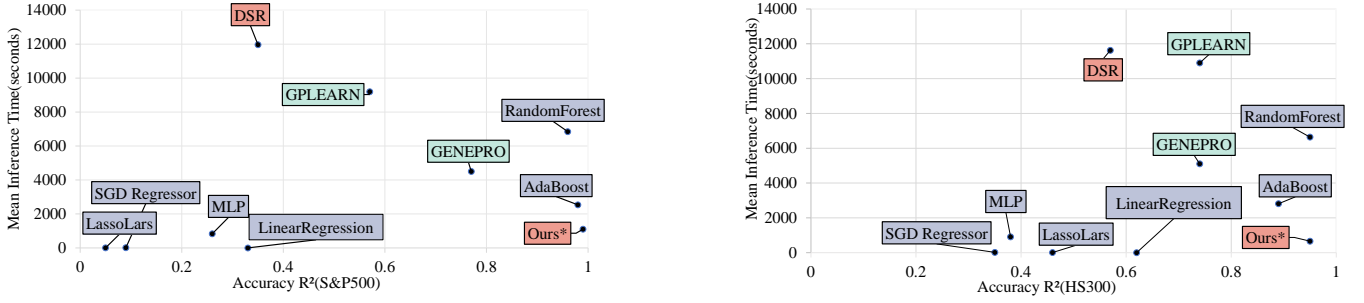 Mean Inference Time(seconds)
14000
12000
10000
8000
6000
4000
2000
0
DSR
GPLEARN
RandomForest
GENEPRO
SGD Regressor
AdaBoost
MLP
LassoLars
LinearRegression
Ours*
0
0.2
0.4
0.6
0.8
1
Accuracy R²(S&P500)
Mean Inference Time(seconds)
14000
12000
10000
8000
6000
4000
2000
0
GPLEARN
DSR
RandomForest
GENEPRO
AdaBoost
MLP
LinearRegression
SGD Regressor
LassoLars
Ours*
0
0.2
0.4
0.6
0.8
1
Accuracy R²(HS300)